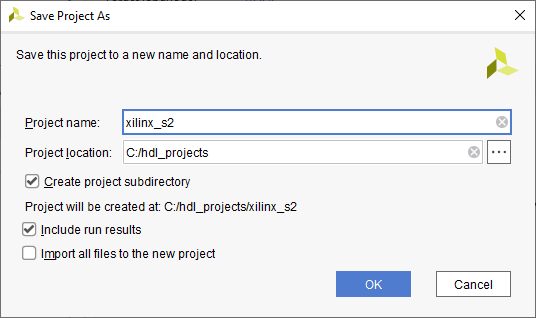 Save Project As
Save this project to a new name and location.
Project name: xilinx_s2
Project location: C:/hdl_projects
Create project subdirectory
Project will be created at: C:/hdl_projects/xilinx_s2
Include run results
Import all files to the new project
OK Cancel